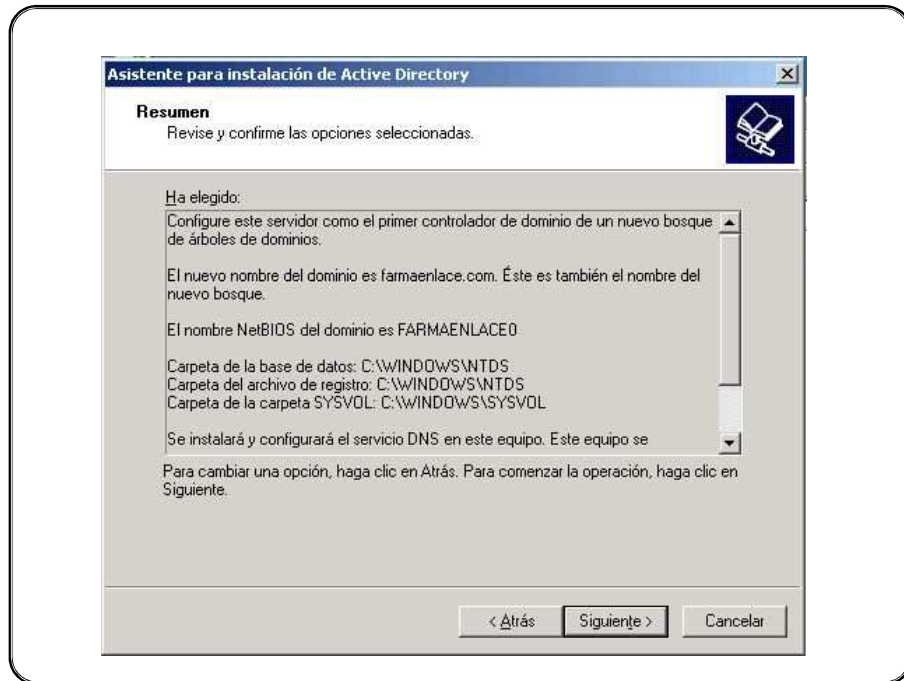 Asistente para instalación de Active Directory
Resumen
Revise y confirme las opciones seleccionadas.
Ha elegido:
Configure este servidor como el primer controlador de dominio de un nuevo bosque
de árboles de dominios.
El nuevo nombre del dominio es farmaenlace.com. Éste es también el nombre del
nuevo bosque.
El nombre NetBIOS del dominio es FARMAENLACE0
Carpeta de la base de datos: C:\WINDOWS\NTDS
Carpeta del archivo de registro: C:\WINDOWS\NTDS
Carpeta de la carpeta SYSVOL: C:\WINDOWS\SYSVOL
Se instalará y configurará el servicio DNS en este equipo. Este equipo se
Para cambiar una opción, haga clic en Atrás. Para comenzar la operación, haga clic en
Siguiente.
< Atrás Siguiente > Cancelar